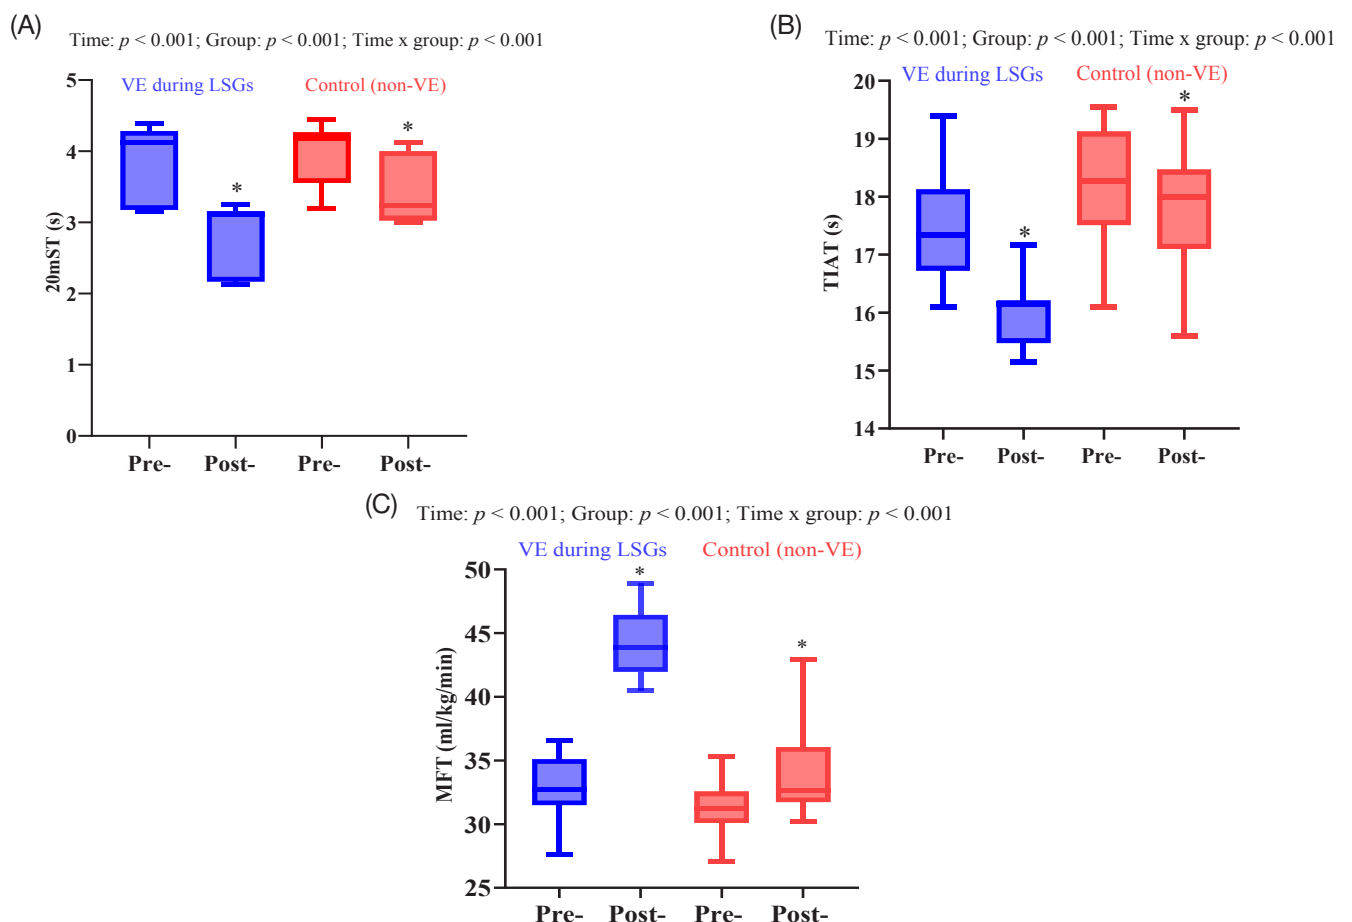 (A)
Time: p < 0.001; Group: p < 0.001; Time x group: p < 0.001
VE during LSGs Control (non-VE)
20mST (s)
5
4
3
2
1
0
* *
Pre- Post- Pre- Post-
(B)
Time: p < 0.001; Group: p < 0.001; Time x group: p < 0.001
VE during LSGs Control (non-VE)
TIAT (s)
20
19
18
17
16
15
14
* *
Pre- Post- Pre- Post-
(C)
Time: p < 0.001; Group: p < 0.001; Time x group: p < 0.001
VE during LSGs Control (non-VE)
MFT (ml/kg/min)
50
45
40
35
30
25
* *
Pre- Post- Pre- Post-